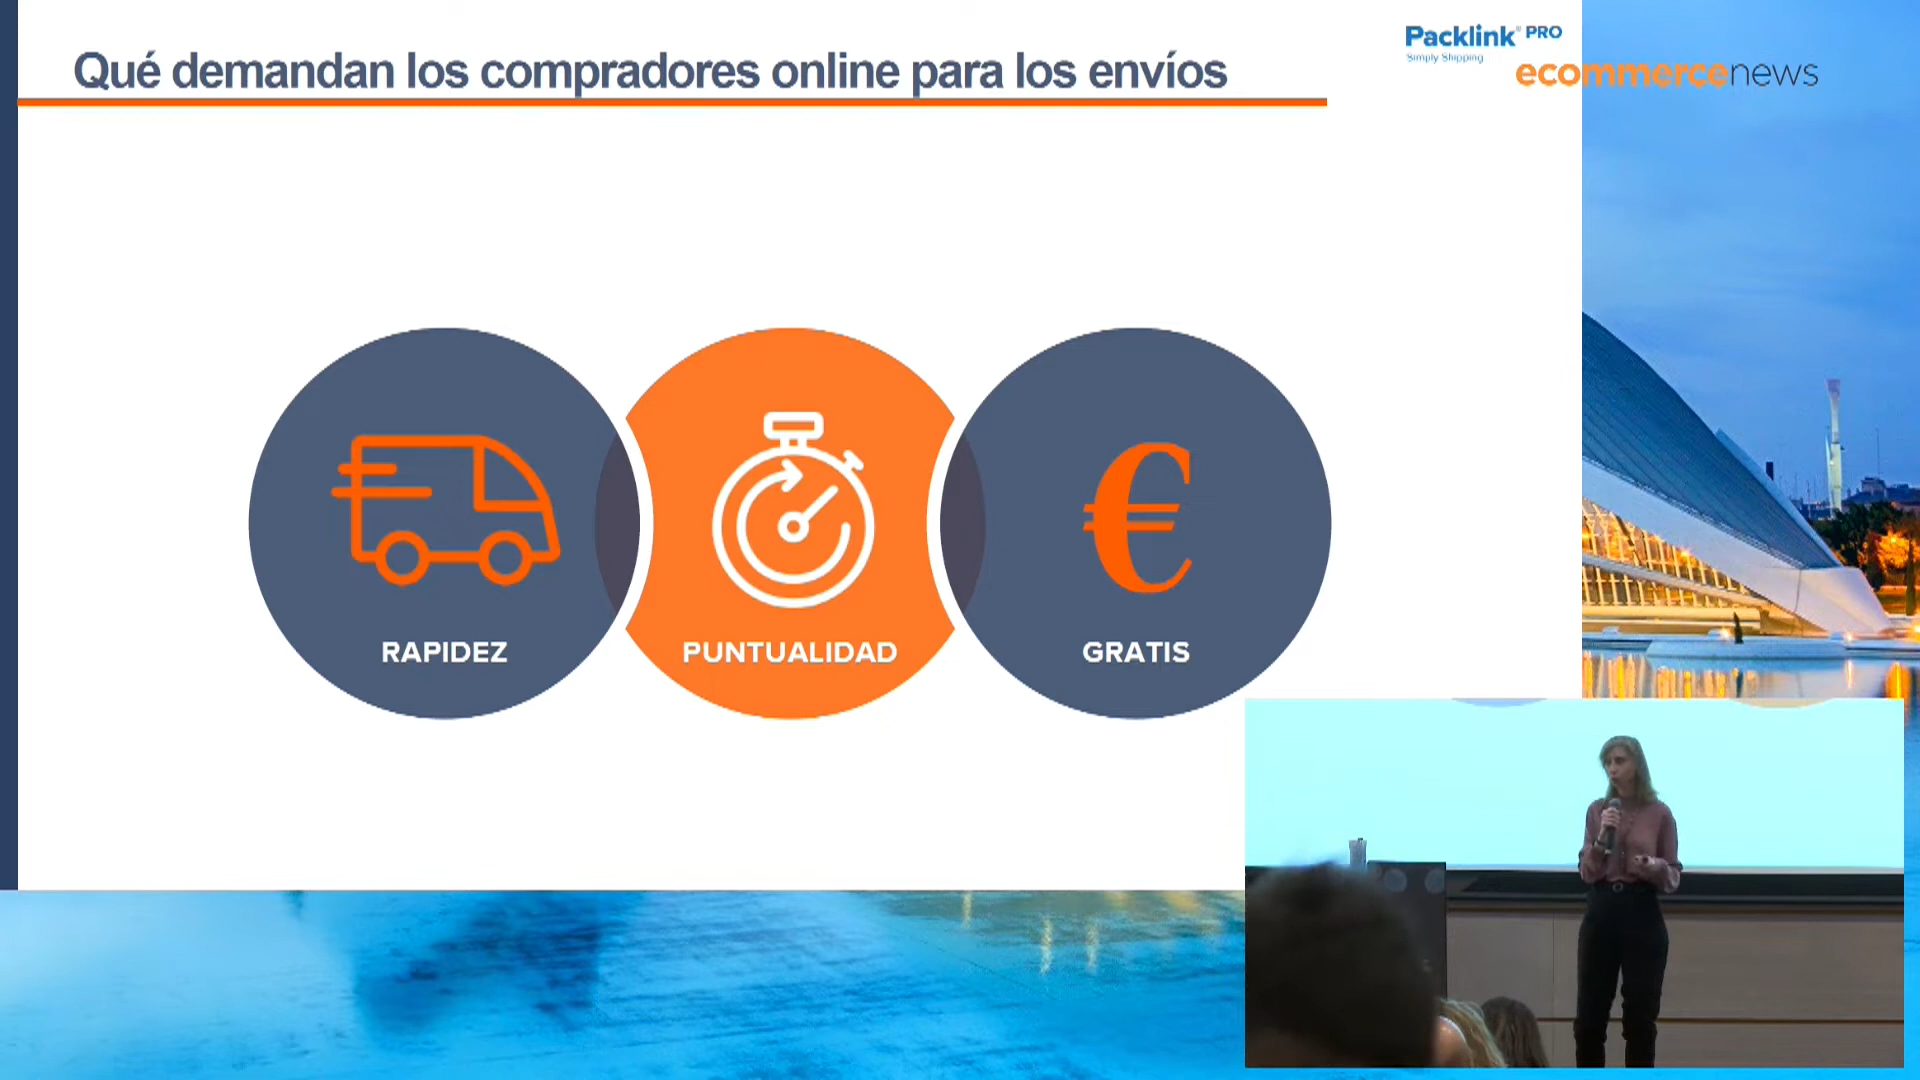 Qué demandan los compradores online para los envíos
Packlink® PRO
Simply Shipping
ecommercenews
RAPIDEZ
PUNTUALIDAD
€
GRATIS